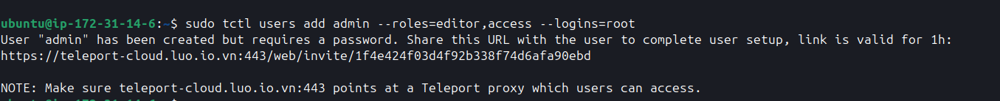 ubuntu@ip-172-31-14-6:~$ sudo tctl users add admin --roles=editor,access --logins=root
User "admin" has been created but requires a password. Share this URL with the user to complete user setup, link is valid for 1h:
https://teleport-cloud.luo.io.vn:443/web/invite/1f4e424f03d4f92b338f74d6afa90ebd
NOTE: Make sure teleport-cloud.luo.io.vn:443 points at a Teleport proxy which users can access.